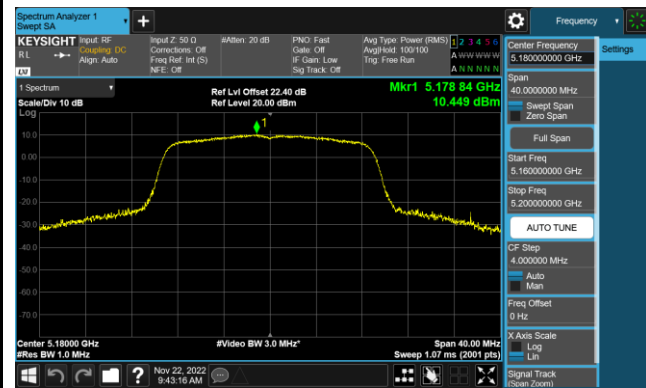 Spectrum Analyzer 1
Swept SA
Frequency
KEYSIGHT
Input: RF
Coupling: DC
Align: Auto
Input Z: 50 Ω
Corrections: Off
Freq Ref: Int (S)
NFE: Off
#Atten: 20 dB
PNO: Fast
Gate: Off
IF Gain: Low
Sig Track: Off
Avg Type: Power (RMS)
Avg|Hold: 100/100
Trig: Free Run
1 2 3 4 5 6
A W W W W W
A N N N N N
RL
1 Spectrum
Scale/Div 10 dB
Log
Ref Lvl Offset 22.40 dB
Ref Level 20.00 dBm
Mkr1 5.178 84 GHz
10.449 dBm
1
10.0
0.00
-10.0
-20.0
-30.0
-40.0
-50.0
-60.0
-70.0
Center 5.18000 GHz
#Res BW 1.0 MHz
#Video BW 3.0 MHz*
Span 40.00 MHz
Sweep 1.07 ms (2001 pts)
Nov 22, 2022
9:43:16 AM
?
Center Frequency
5.180000000 GHz
Settings
Span
40.0000000 MHz
Swept Span
Zero Span
Full Span
Start Freq
5.160000000 GHz
Stop Freq
5.200000000 GHz
AUTO TUNE
CF Step
4.000000 MHz
Auto
Man
Freq Offset
0 Hz
X Axis Scale
Log
Lin
Signal Track
(Span Zoom)